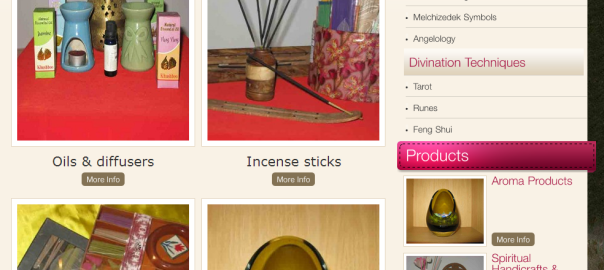 Oils & diffusers
More Info
Incense sticks
More Info
Melchizedek Symbols
Angelology
Divination Techniques
Tarot
Runes
Feng Shui
Products
Aroma Products
More Info
Spiritual
Handicrafts &